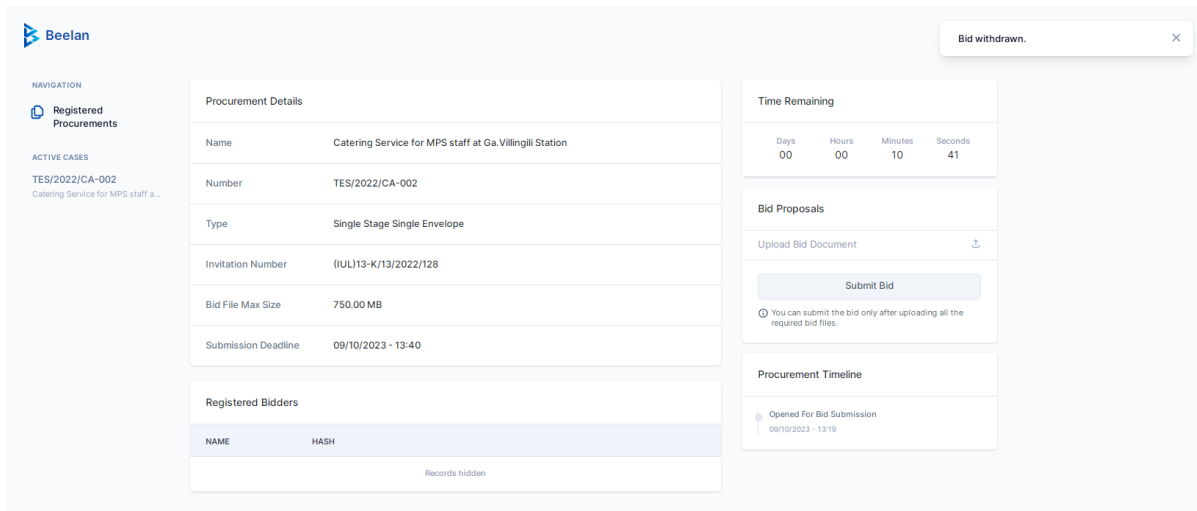 Beelan
Bid withdrawn.
NAVIGATION
Registered
Procurements
ACTIVE CASES
TES/2022/CA-002
Catering Service for MPS staff a...
Procurement Details
Name Catering Service for MPS staff at Ga.Villingili Station
Number TES/2022/CA-002
Type Single Stage Single Envelope
Invitation Number (IUL)13-K/13/2022/128
Bid File Max Size 750.00 MB
Submission Deadline 09/10/2023 - 13:40
Registered Bidders
NAME HASH
Records hidden
Time Remaining
Days Hours Minutes Seconds
00 00 10 41
Bid Proposals
Upload Bid Document
Submit Bid
You can submit the bid only after uploading all the
required bid files.
Procurement Timeline
Opened For Bid Submission
09/10/2023 - 13:19